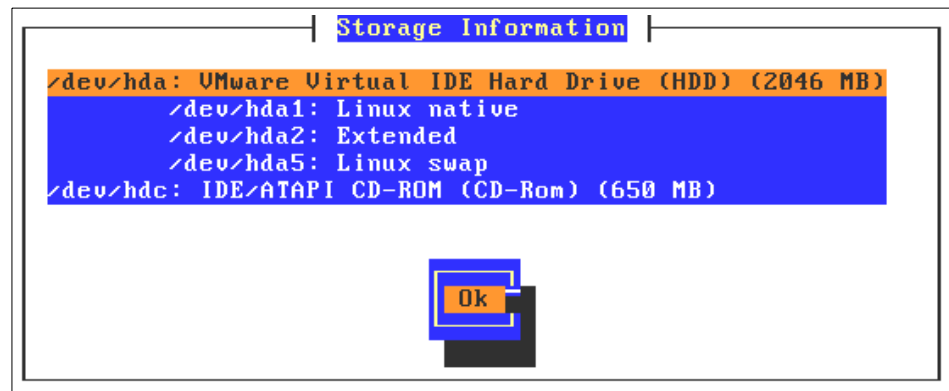 Storage Information
/dev/hda: VMware Virtual IDE Hard Drive (HDD) (2046 MB)
/dev/hda1: Linux native
/dev/hda2: Extended
/dev/hda5: Linux swap
/dev/hdc: IDE/ATAPI CD-ROM (CD-Rom) (650 MB)
Ok